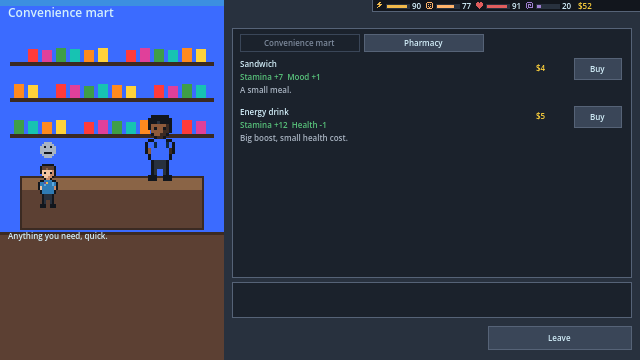 Convenience mart
90 77 91 20 $52
Convenience mart Pharmacy
Sandwich
Stamina +7 Mood +1
A small meal.
$4
Buy
Energy drink
Stamina +12 Health -1
Big boost, small health cost.
$5
Buy
Anything you need, quick.
Leave